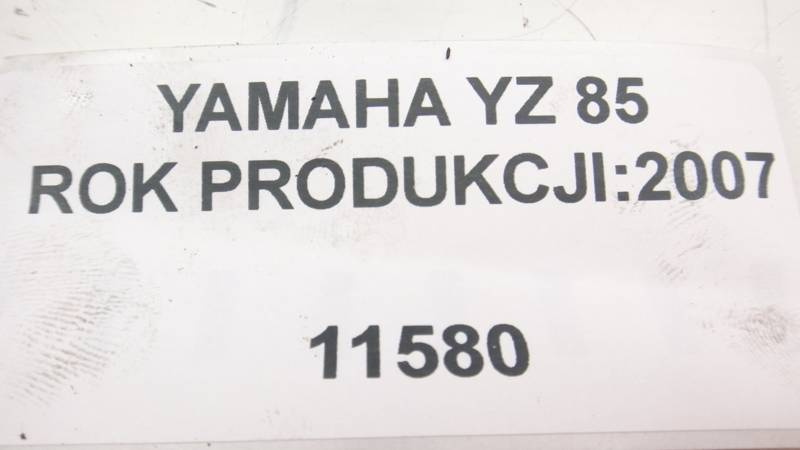 YAMAHA YZ 85
ROK PRODUKCJI:2007
11580